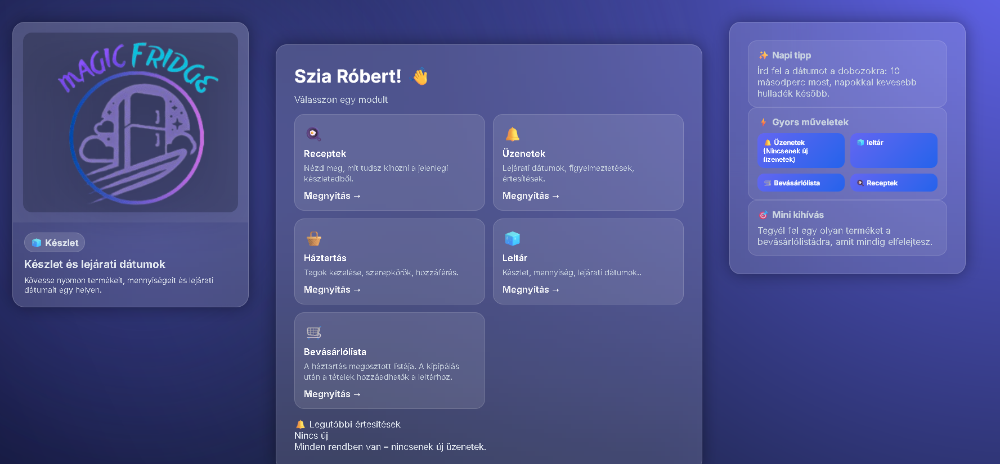 MAGIC FRIDGE
🧊 Készlet
Készlet és lejárati dátumok
Kövesse nyomon termékeit, mennyiségeit és lejárati
dátumait egy helyen.
Szia Róbert! 👋
Válasszon egy modult
Receptek
Nézd meg, mit tudsz kihozni a jelenlegi
készletedből.
Megnyitás →
Üzenetek
Lejárati dátumok, figyelmeztetések,
értesítések.
Megnyitás →
Háztartás
Tagok kezelése, szerepkörök, hozzáférés.
Megnyitás →
Leltár
Készlet, mennyiség, lejárati dátumok..
Megnyitás →
Bevásárlólista
A háztartás megosztott listája. A kipipálás
után a tételek hozzáadhatók a leltárhoz.
Megnyitás →
🔔 Legutóbbi értesítések
Nincs új
Minden rendben van – nincsenek új üzenetek.
✨ Napi tipp
Írd fel a dátumot a dobozokra: 10
másodperc most, napokkal kevesebb
hulladék később.
⚡ Gyors műveletek
🔔 Üzenetek
(Nincsenek új
üzenetek)
🧊 leltár
🛒 Bevásárlólista
🍳 Receptek
🎯 Mini kihívás
Tegyél fel egy olyan terméket a
bevásárlólistádra, amit mindig elfelejtesz.